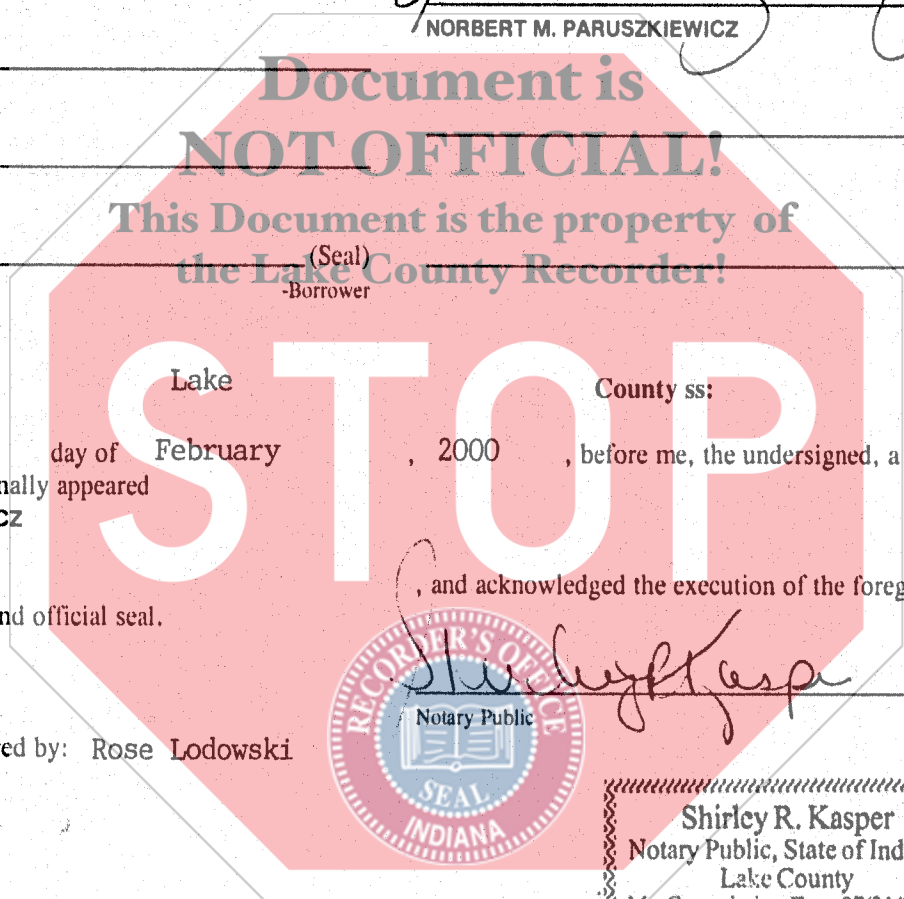 NORBERT M. PARUSZKIEWICZ
Document is
NOT OFFICIAL!
This Document is the property of
the Lake County Recorder!
(Seal)
-Borrower
STOP
Lake County ss:
day of February , 2000 , before me, the undersigned, a
nally appeared
cz
, and acknowledged the execution of the foreg
nd official seal.
Shirley R Kasper
Notary Public
RECORDER'S OFFICE
SEAL
INDIANA
ed by: Rose Lodowski
Shirley R. Kasper
Notary Public, State of Ind
Lake County